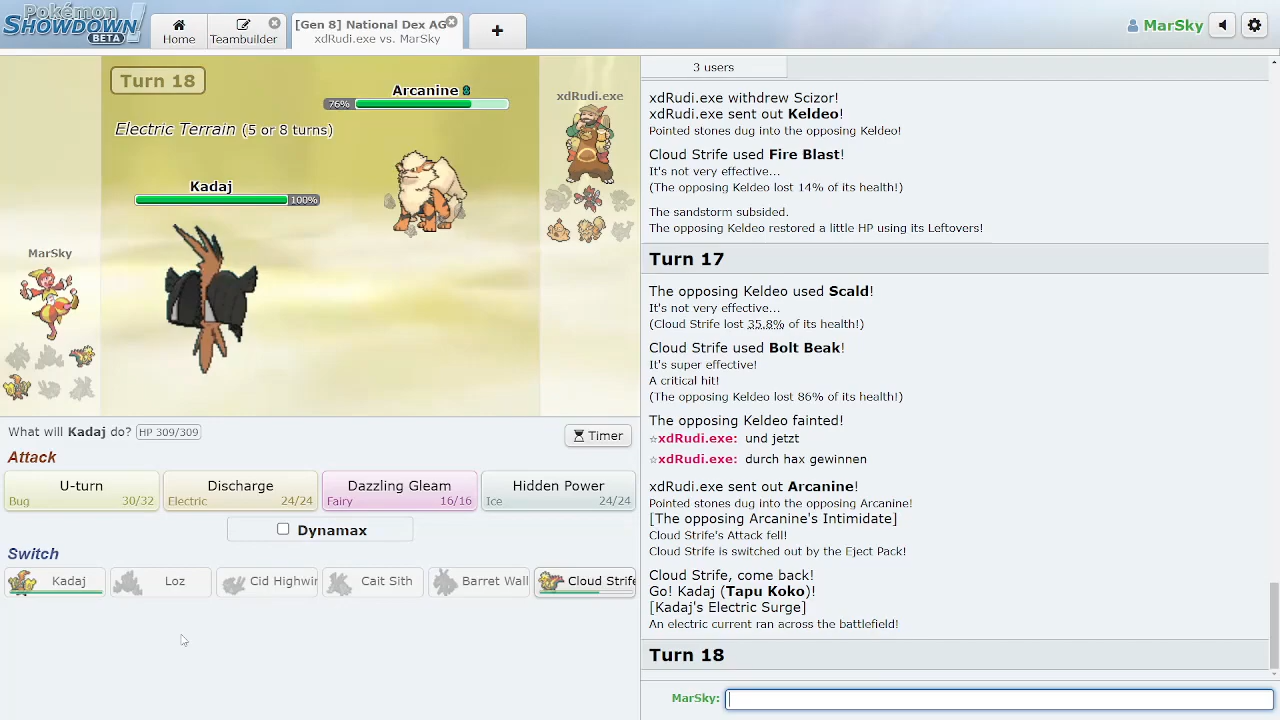 Pokémon
SHOWDOWN!
BETA
Home
Teambuilder
[Gen 8] National Dex AG
xdRudi.exe vs. MarSky
+
MarSky
Turn 18
Arcanine
76%
Electric Terrain (5 or 8 turns)
Kadaj
100%
xdRudi.exe
MarSky
What will Kadaj do? HP 309/309
Timer
Attack
U-turn
Bug 30/32
Discharge
Electric 24/24
Dazzling Gleam
Fairy 16/16
Hidden Power
Ice 24/24
Dynamax
Switch
Kadaj
Loz
Cid Highwin
Cait Sith
Barret Wall
Cloud Strife
3 users
xdRudi.exe withdrew Scizor!
xdRudi.exe sent out Keldeo!
Pointed stones dug into the opposing Keldeo!
Cloud Strife used Fire Blast!
It's not very effective...
(The opposing Keldeo lost 14% of its health!)
The sandstorm subsided.
The opposing Keldeo restored a little HP using its Leftovers!
Turn 17
The opposing Keldeo used Scald!
It's not very effective...
(Cloud Strife lost 35.8% of its health!)
Cloud Strife used Bolt Beak!
It's super effective!
A critical hit!
(The opposing Keldeo lost 86% of its health!)
The opposing Keldeo fainted!
☆xdRudi.exe: und jetzt
☆xdRudi.exe: durch hax gewinnen
xdRudi.exe sent out Arcanine!
Pointed stones dug into the opposing Arcanine!
[The opposing Arcanine's Intimidate]
Cloud Strife's Attack fell!
Cloud Strife is switched out by the Eject Pack!
Cloud Strife, come back!
Go! Kadaj (Tapu Koko)!
[Kadaj's Electric Surge]
An electric current ran across the battlefield!
Turn 18
MarSky: